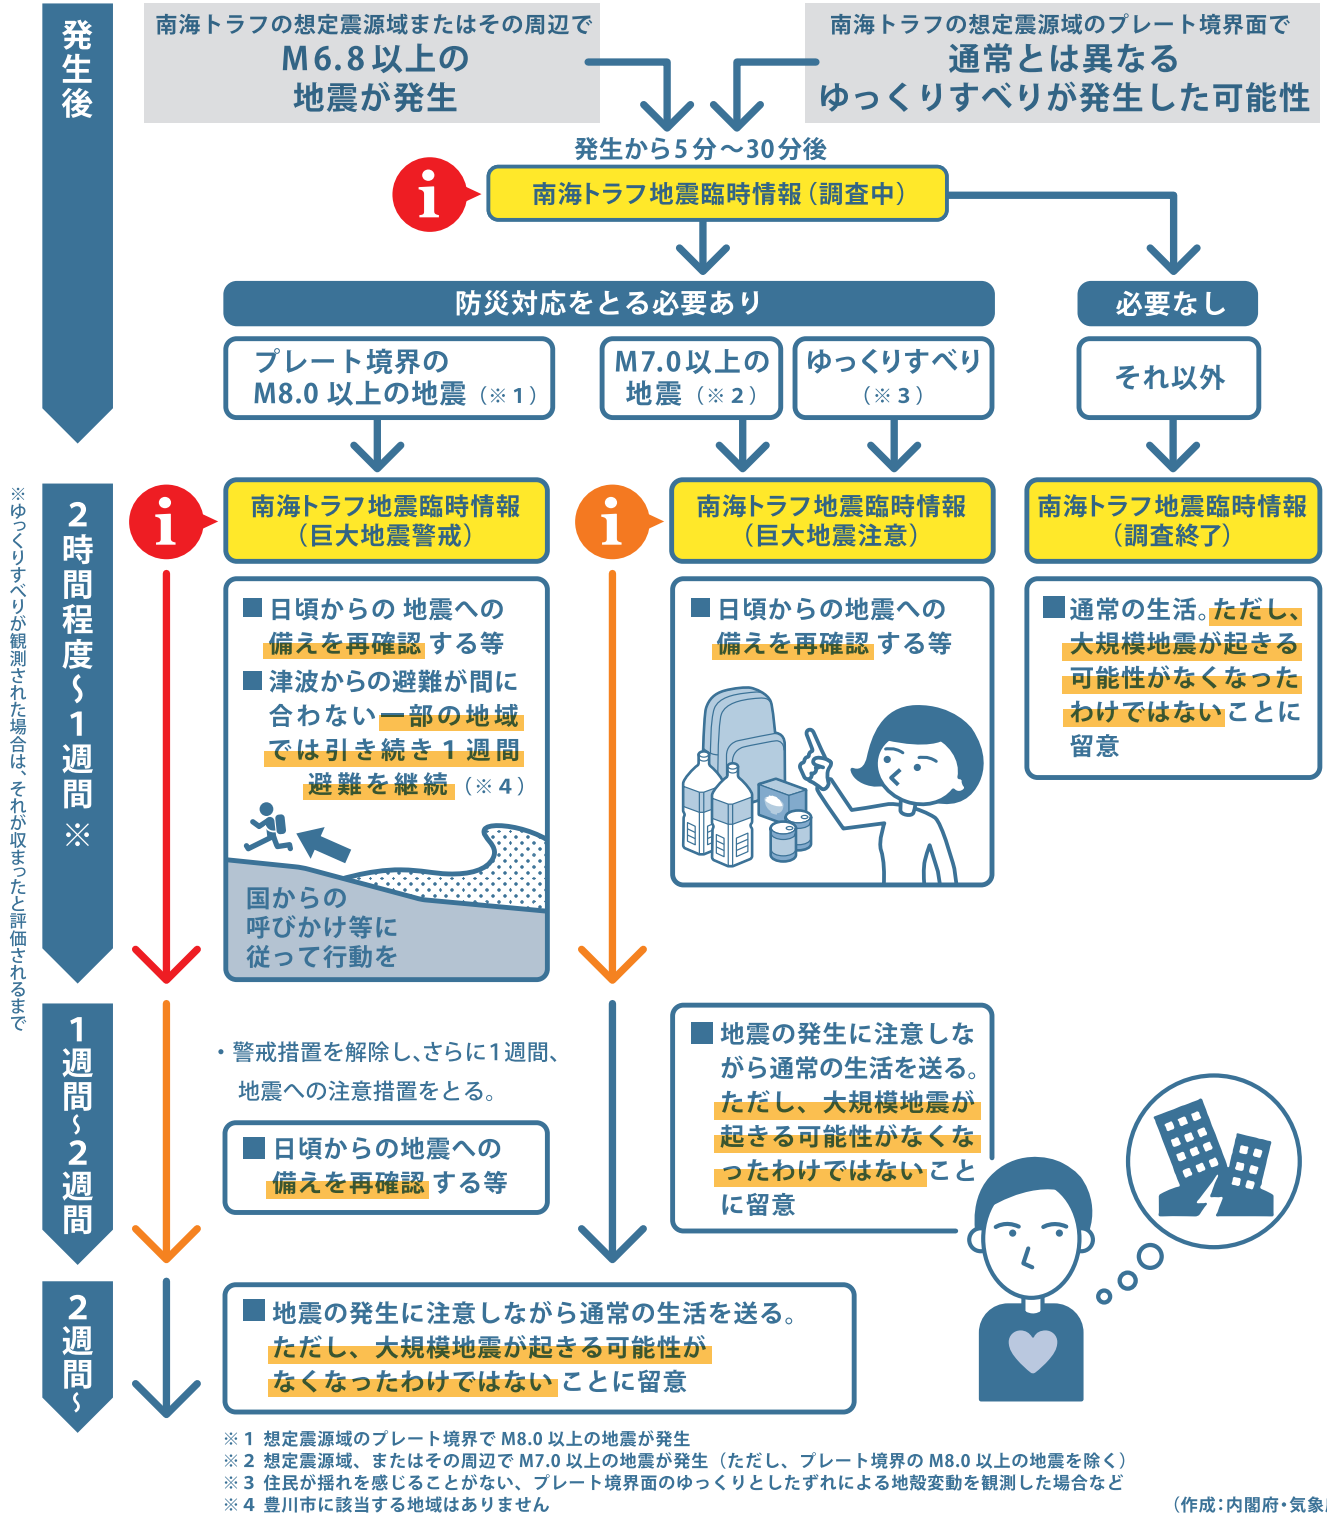 発生後
南海トラフの想定震源域またはその周辺で
M6.8以上の
地震が発生
南海トラフの想定震源域のプレート境界面で
通常とは異なる
ゆっくりすべりが発生した可能性
発生から5分～30分後
i
南海トラフ地震臨時情報（調査中）
防災対応をとる必要あり
必要なし
プレート境界の
M8.0以上の地震（※1）
M7.0以上の
地震（※2）
ゆっくりすべり
（※3）
それ以外
2時間程度～1週間※
※ゆっくりすべりが観測された場合は、それが収まったと評価されるまで
i
南海トラフ地震臨時情報
（巨大地震警戒）
i
南海トラフ地震臨時情報
（巨大地震注意）
南海トラフ地震臨時情報
（調査終了）
■日頃からの 地震への
備えを再確認する等
■津波からの避難が間に
合わない一部の地域
では引き続き1週間
避難を継続（※4）
国からの
呼びかけ等に
従って行動を
■日頃からの地震への
備えを再確認する等
■通常の生活。ただし、
大規模地震が起きる
可能性がなくなった
わけではないことに
留意
1週間～2週間
・警戒措置を解除し、さらに1週間、
地震への注意措置をとる。
■日頃からの地震への
備えを再確認する等
■地震の発生に注意しな
がら通常の生活を送る。
ただし、大規模地震が
起きる可能性がなくな
ったわけではないこと
に留意
2週間～
■地震の発生に注意しながら通常の生活を送る。
ただし、大規模地震が起きる可能性が
なくなったわけではないことに留意
※1 想定震源域のプレート境界でM8.0以上の地震が発生
※2 想定震源域、またはその周辺でM7.0以上の地震が発生（ただし、プレート境界のM8.0以上の地震を除く）
※3 住民が揺れを感じることがない、プレート境界面のゆっくりとしたずれによる地殻変動を観測した場合など
※4 豊川市に該当する地域はありません
（作成：内閣府・気象